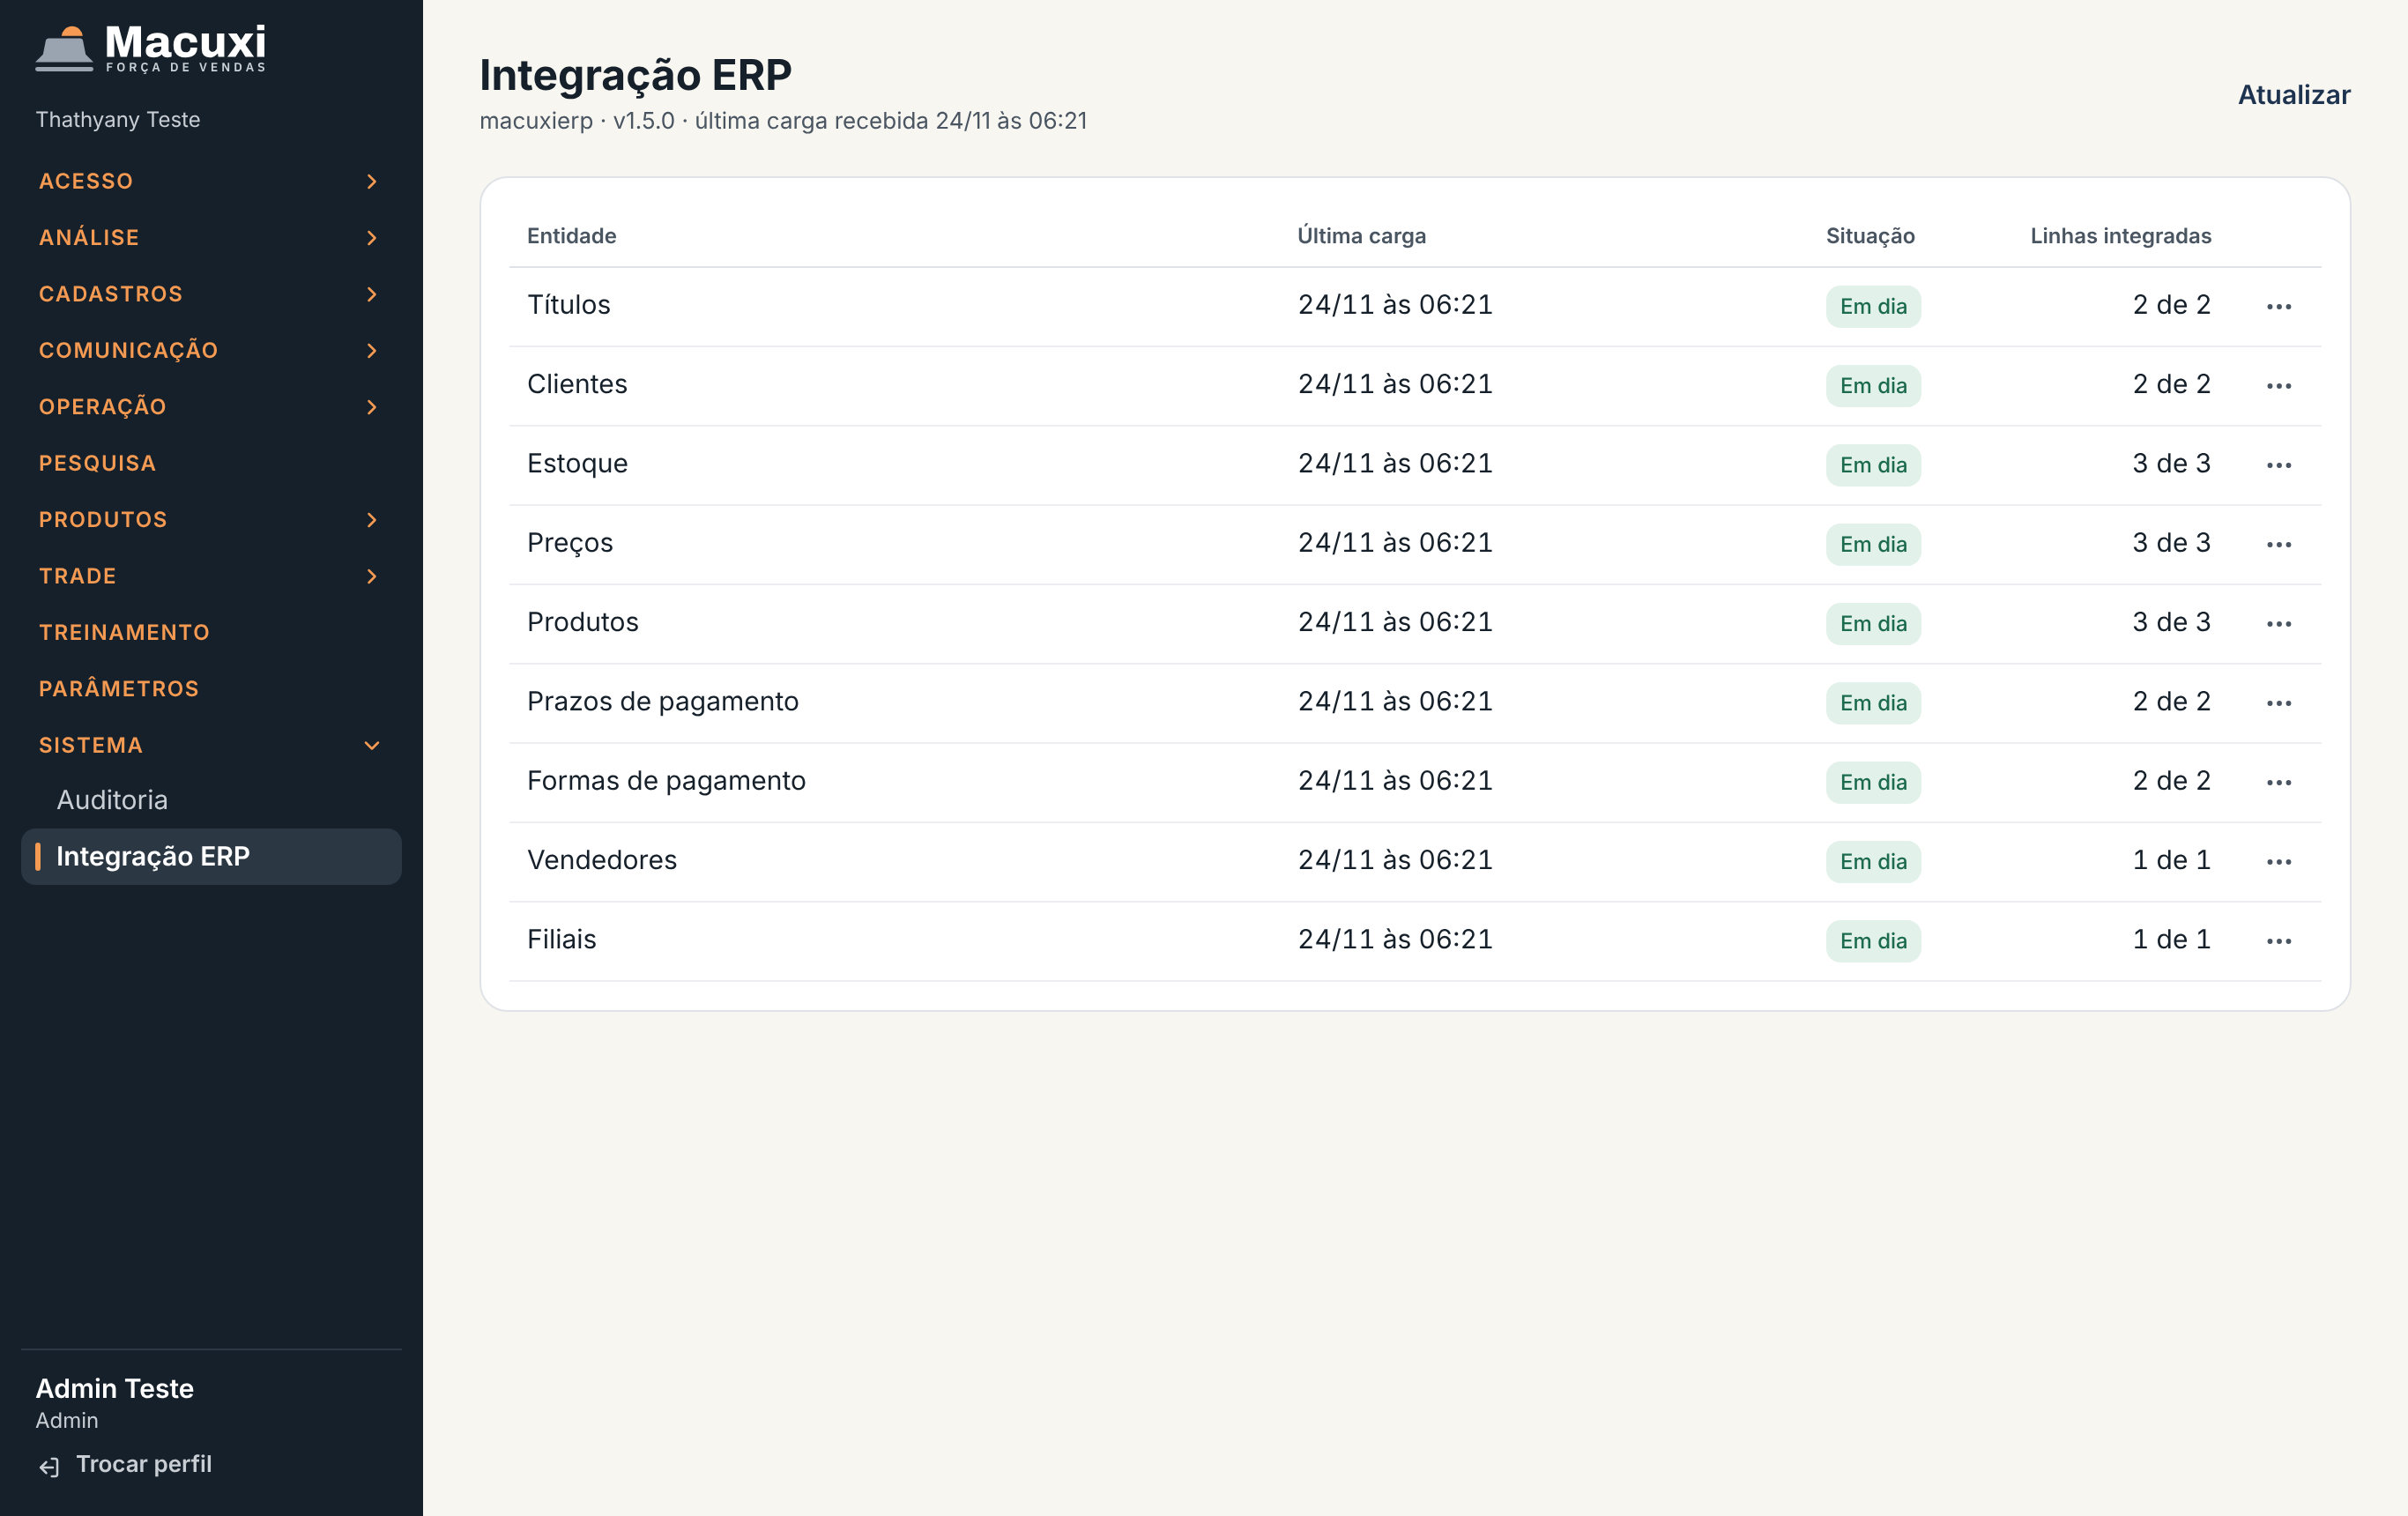 Macuxi
FORÇA DE VENDAS
Thathyany Teste
ACESSO
ANÁLISE
CADASTROS
COMUNICAÇÃO
OPERAÇÃO
PESQUISA
PRODUTOS
TRADE
TREINAMENTO
PARÂMETROS
SISTEMA
Auditoria
Integração ERP
Admin Teste
Admin
Trocar perfil
Integração ERP
macuxierp · v1.5.0 · última carga recebida 24/11 às 06:21
Atualizar
Entidade Última carga Situação Linhas integradas
Títulos 24/11 às 06:21 Em dia 2 de 2
Clientes 24/11 às 06:21 Em dia 2 de 2
Estoque 24/11 às 06:21 Em dia 3 de 3
Preços 24/11 às 06:21 Em dia 3 de 3
Produtos 24/11 às 06:21 Em dia 3 de 3
Prazos de pagamento 24/11 às 06:21 Em dia 2 de 2
Formas de pagamento 24/11 às 06:21 Em dia 2 de 2
Vendedores 24/11 às 06:21 Em dia 1 de 1
Filiais 24/11 às 06:21 Em dia 1 de 1